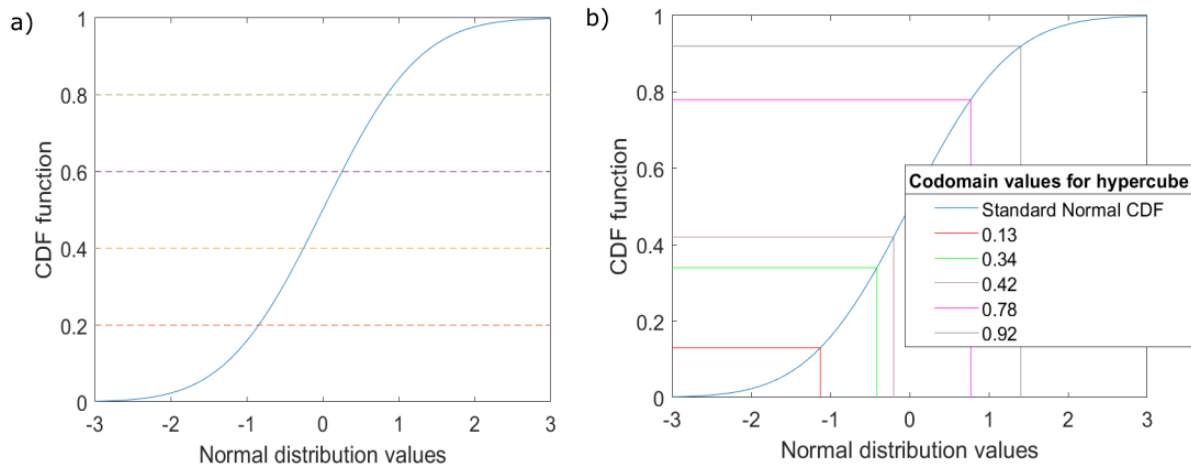 a)
1
0.8
0.6
0.4
0.2
0
CDF function
-3 -2 -1 0 1 2 3
Normal distribution values
b)
1
0.8
0.6
0.4
0.2
0
CDF function
-3 -2 -1 0 1 2 3
Normal distribution values
Codomain values for hypercube
Standard Normal CDF
0.13
0.34
0.42
0.78
0.92